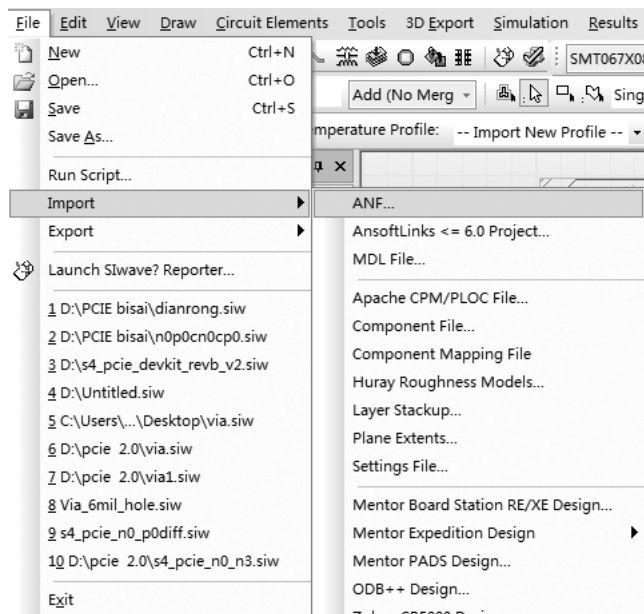 File Edit View Draw Circuit Elements Tools 3D Export Simulation Results
New Ctrl+N
Open... Ctrl+O
Save Ctrl+S
Save As...
Run Script...
Import
Export
Launch SIwave? Reporter...
1 D:\PCIE bisai\dianrong.siw
2 D:\PCIE bisai\n0p0cn0cp0.siw
3 D:\s4_pcie_devkit_revb_v2.siw
4 D:\Untitled.siw
5 C:\Users\...\Desktop\via.siw
6 D:\pcie 2.0\via.siw
7 D:\pcie 2.0\via1.siw
8 Via_6mil_hole.siw
9 s4_pcie_n0_p0diff.siw
10 D:\pcie 2.0\s4_pcie_n0_n3.siw
Exit
SMT067X08
Add (No Merg Sing
mperature Profile: -- Import New Profile --
ANF...
AnsoftLinks <= 6.0 Project...
MDL File...
Apache CPM/PLOC File...
Component File...
Component Mapping File
Huray Roughness Models...
Layer Stackup...
Plane Extents...
Settings File...
Mentor Board Station RE/XE Design...
Mentor Expedition Design
Mentor PADS Design...
ODB++ Design...